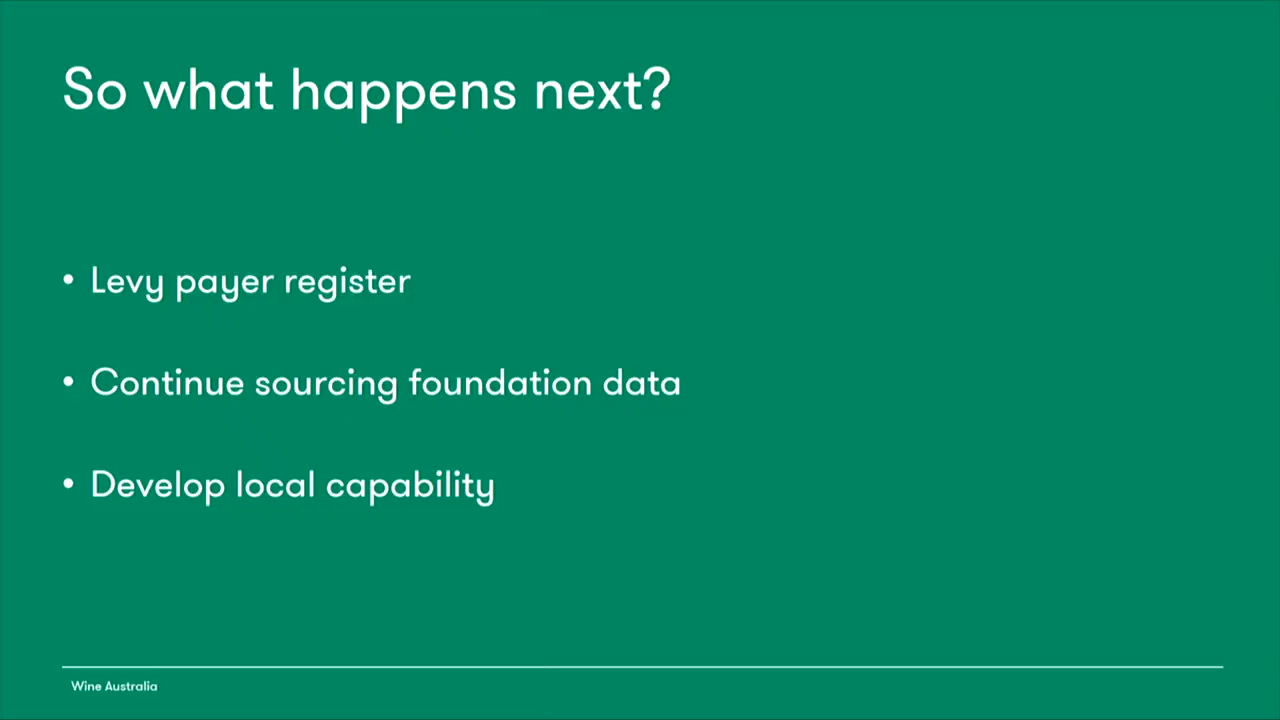 So what happens next?
• Levy payer register
• Continue sourcing foundation data
• Develop local capability
Wine Australia